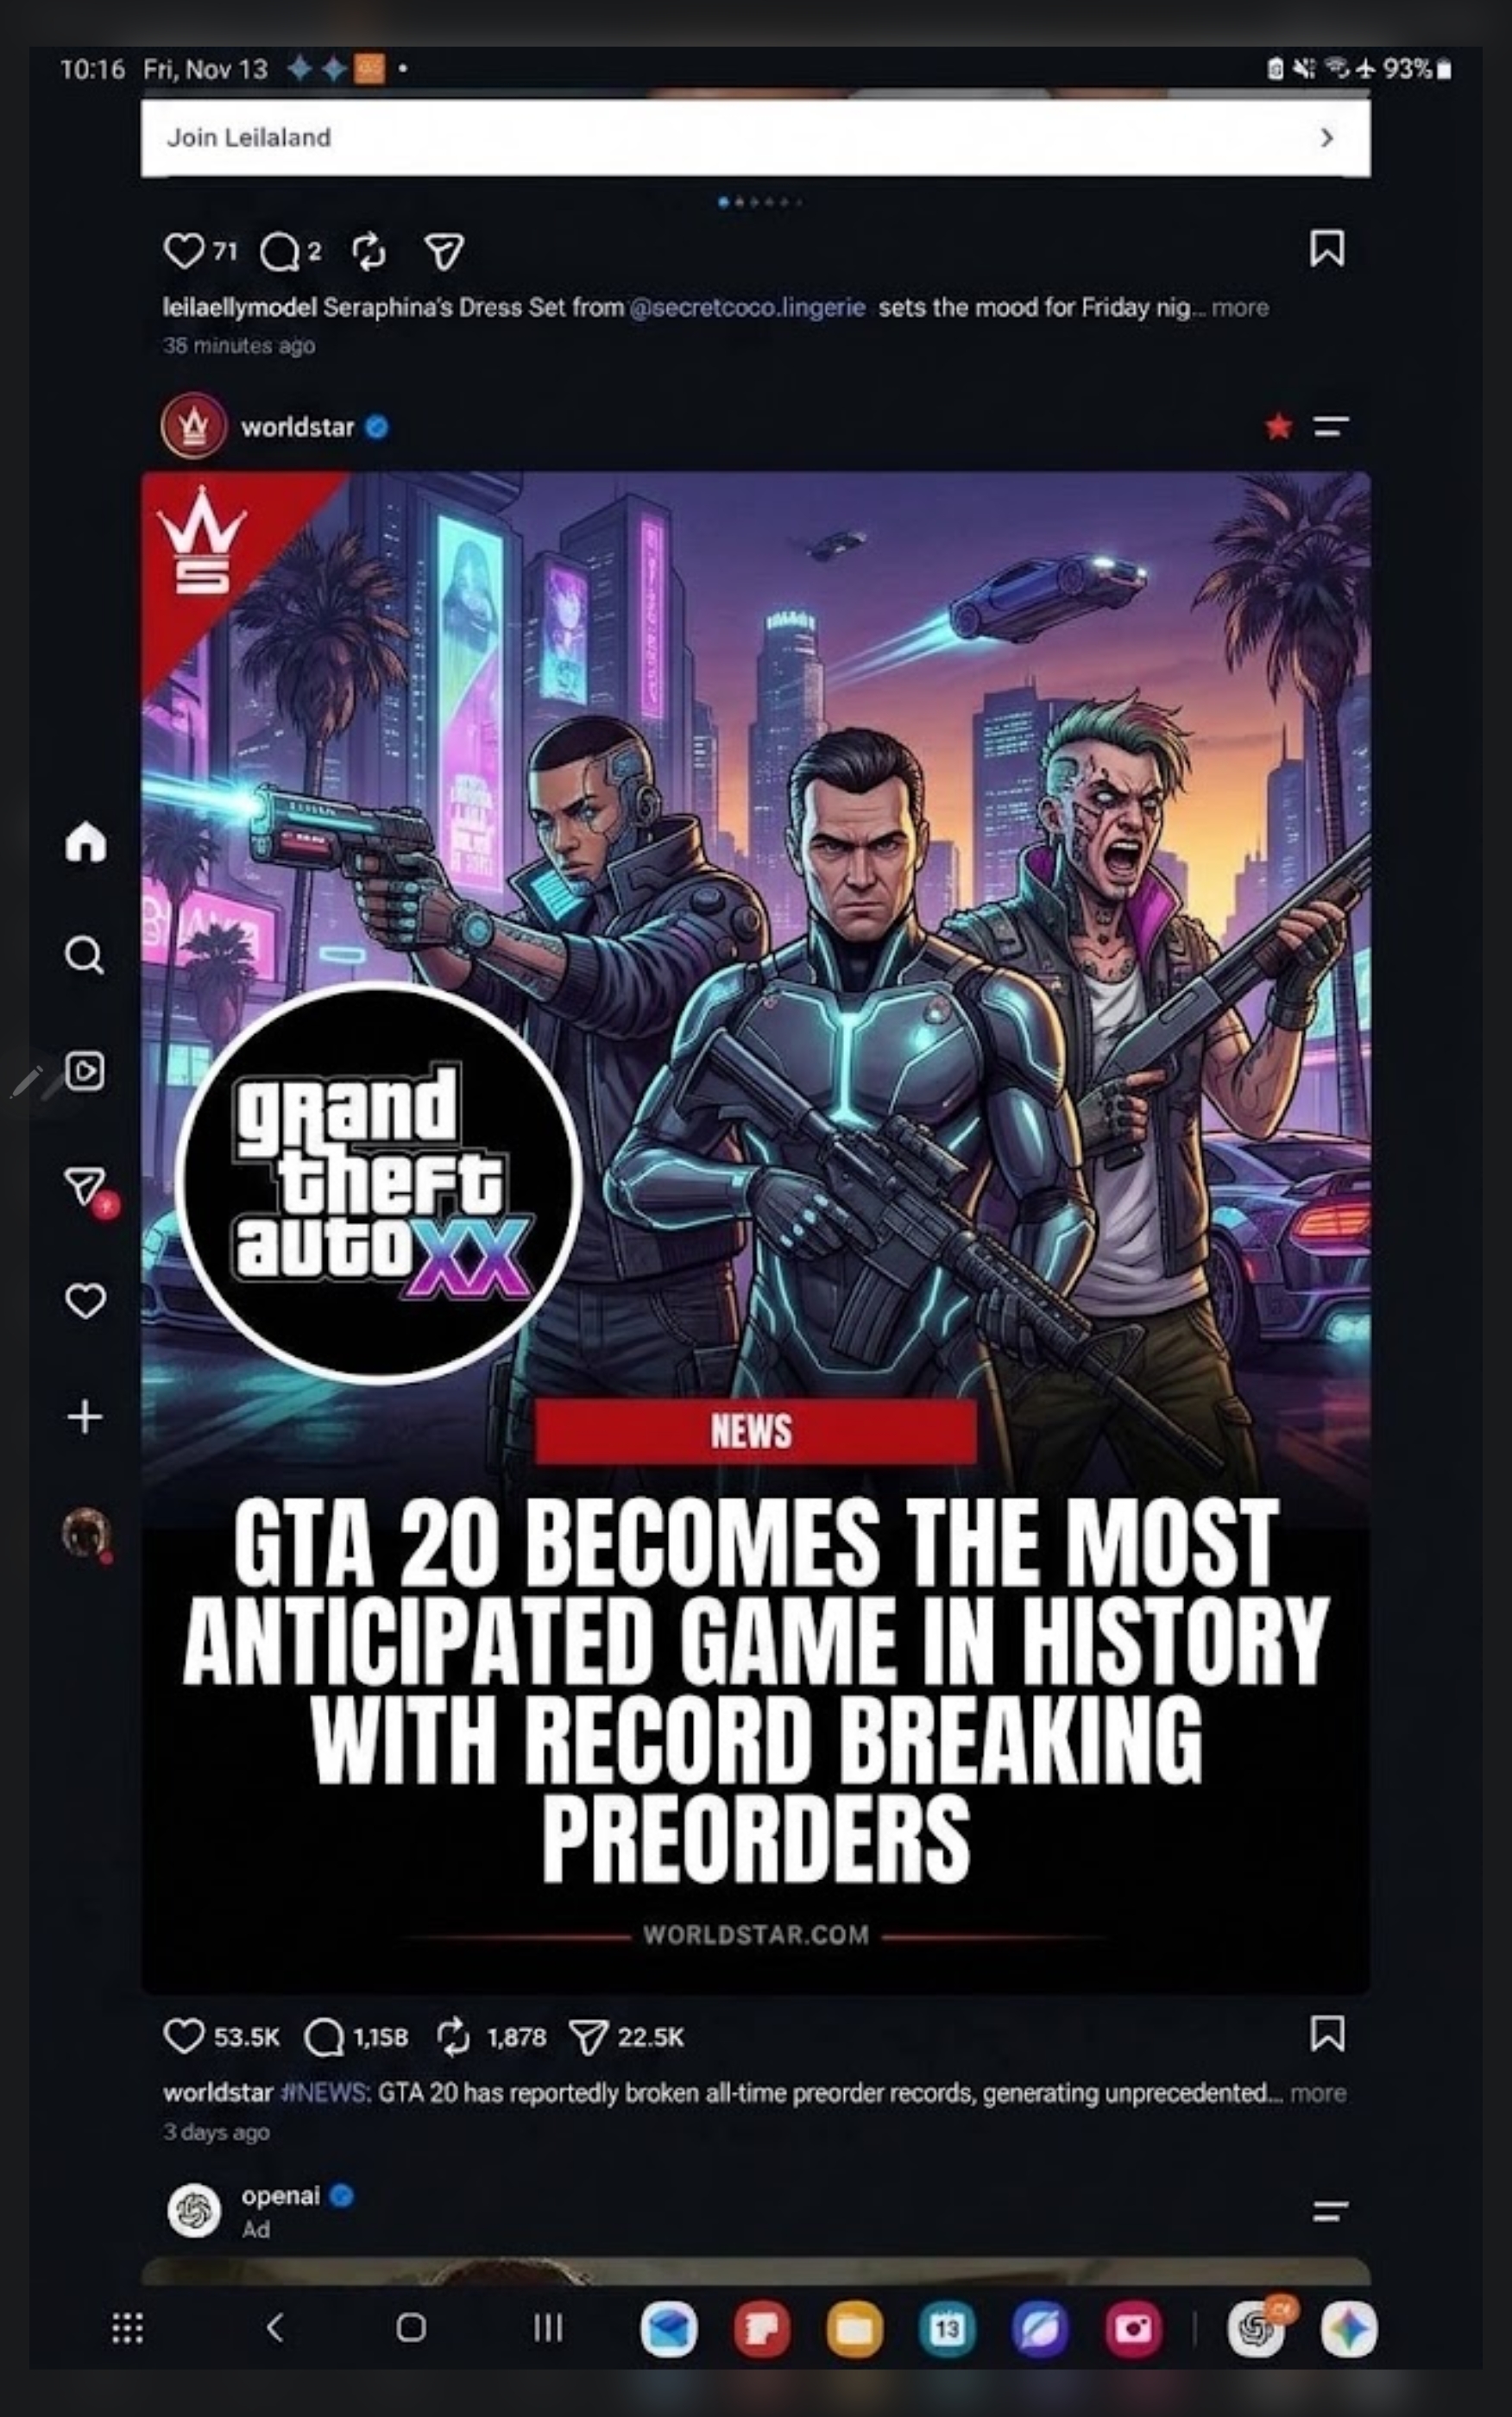 10:16 Fri, Nov 13
93%
Join Leilaland
71 2
leilaellymodel Seraphina's Dress Set from @secretcoco.lingerie sets the mood for Friday nig... more
minutes ago
worldstar
W
S
grand
theft
auto XX
NEWS
GTA 20 BECOMES THE MOST
ANTICIPATED GAME IN HISTORY
WITH RECORD BREAKING
PREORDERS
WORLDSTAR.COM
53.5K 1,15B 1,878 22.5K
worldstar #NEWS: GTA 20 has reportedly broken all-time preorder records, generating unprecedented... more
3 days ago
openai
Ad
13